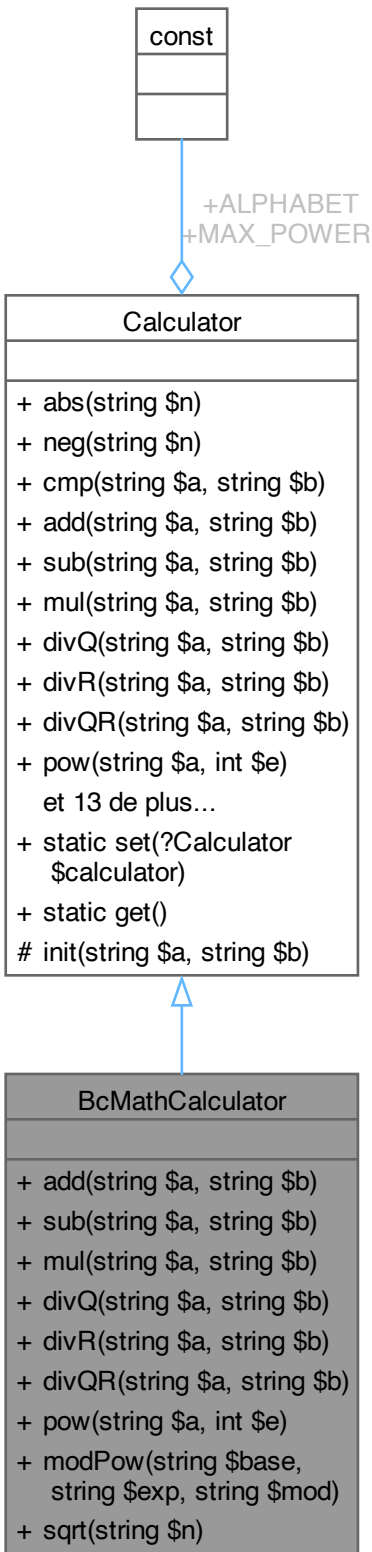 const
+ALPHABET
+MAX_POWER
Calculator
+ abs(string $n)
+ neg(string $n)
+ cmp(string $a, string $b)
+ add(string $a, string $b)
+ sub(string $a, string $b)
+ mul(string $a, string $b)
+ divQ(string $a, string $b)
+ divR(string $a, string $b)
+ divQR(string $a, string $b)
+ pow(string $a, int $e)
et 13 de plus...
+ static set(?Calculator
$calculator)
+ static get()
# init(string $a, string $b)
BcMathCalculator
+ add(string $a, string $b)
+ sub(string $a, string $b)
+ mul(string $a, string $b)
+ divQ(string $a, string $b)
+ divR(string $a, string $b)
+ divQR(string $a, string $b)
+ pow(string $a, int $e)
+ modPow(string $base,
string $exp, string $mod)
+ sqrt(string $n)